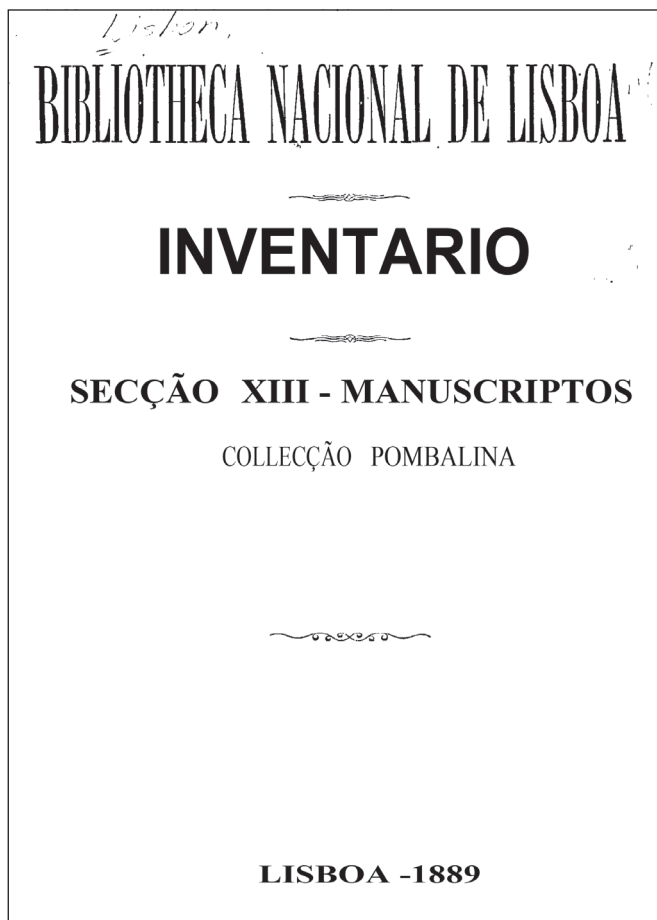 Lisbon,
BIBLIOTHECA NACIONAL DE LISBOA
INVENTARIO
SECÇÃO XIII - MANUSCRIPTOS
COLLECÇÃO POMBALINA
LISBOA -1889